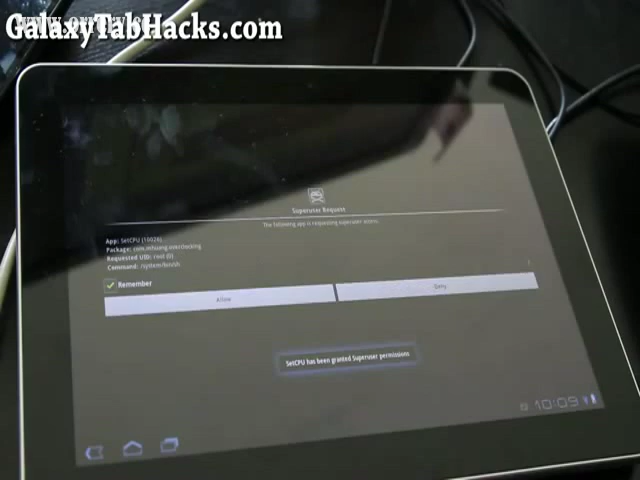 GalaxyTabHacks.com
Superuser Request
The following app is requesting superuser access.
App: SetCPU (10029)
Package: com.mhuang.overclocking
Requested UID: root (0)
Command: /system/bin/sh
Remember
Allow
Deny
SetCPU has been granted Superuser permissions
10:09